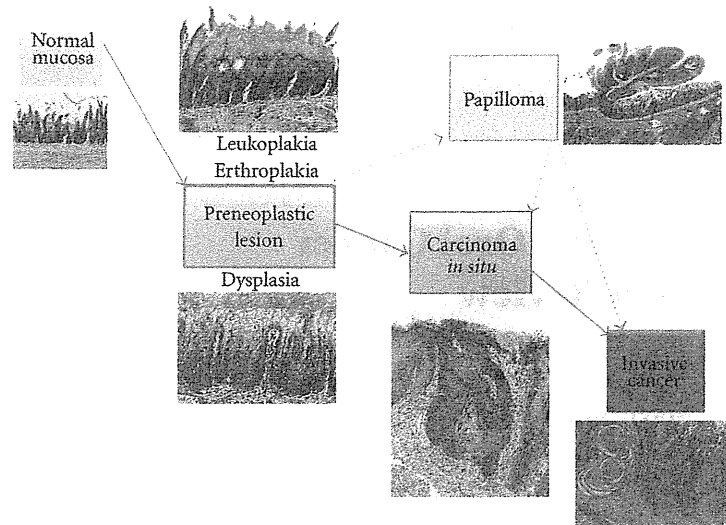 Normal
mucosa
Leukoplakia
Erthroplakia
Preneoplastic
lesion
Dysplasia
Papilloma
Carcinoma
in situ
Invasive
cancer